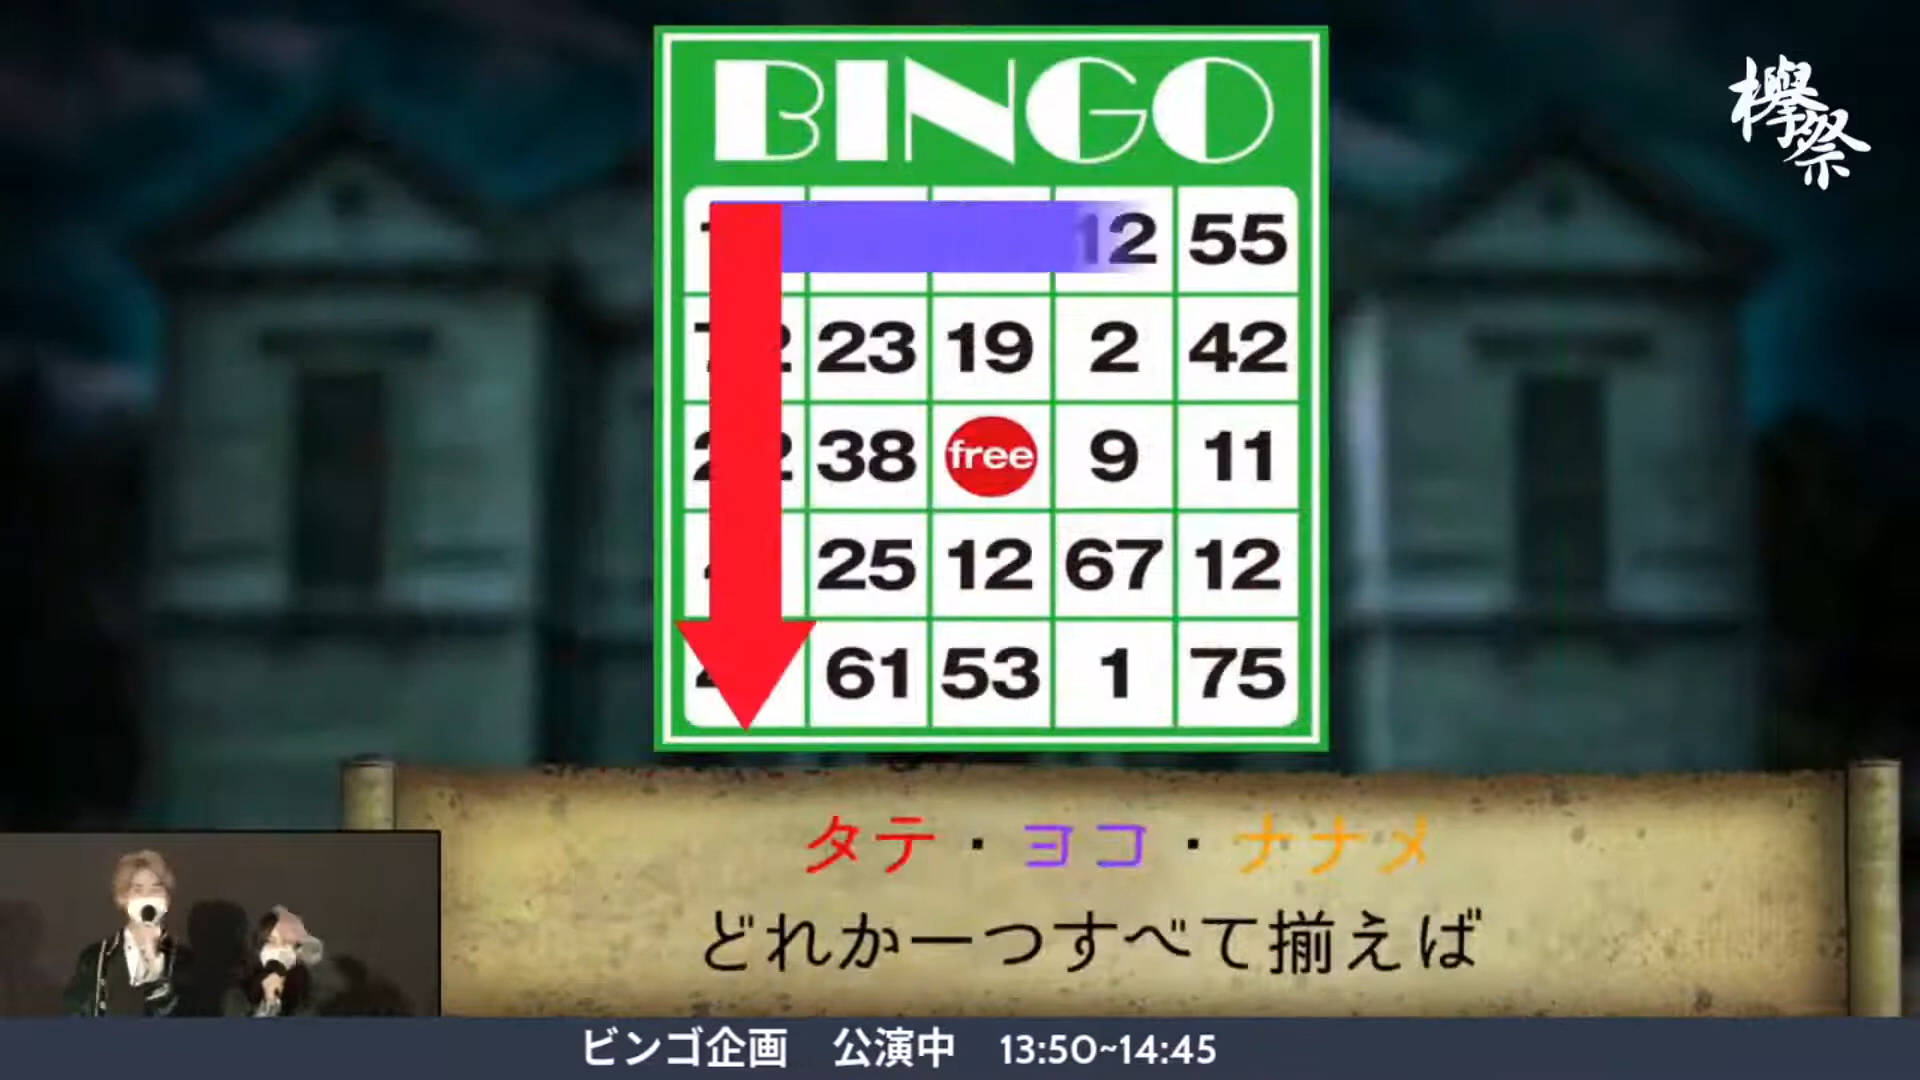 BINGO
欅祭
12 55
23 19 2 42
38 free 9 11
25 12 67 12
61 53 1 75
タテ・ヨコ・ナナメ
どれか一つすべて揃えば
ビンゴ企画 公演中 13:50~14:45